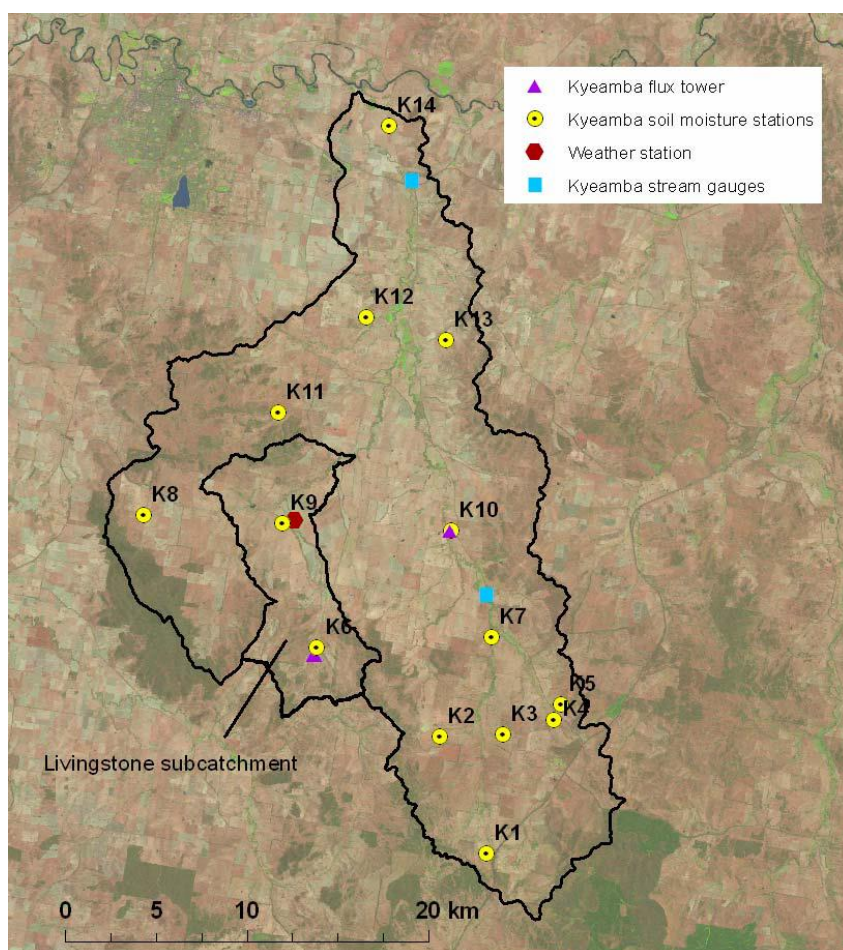 Kyeamba flux tower
Kyeamba soil moisture stations
Weather station
Kyeamba stream gauges
K14
K12
K13
K11
K8
K9
K10
K6
K7
K5
K4
K2
K3
Livingstone subcatchment
K1
0 5 10 20 km